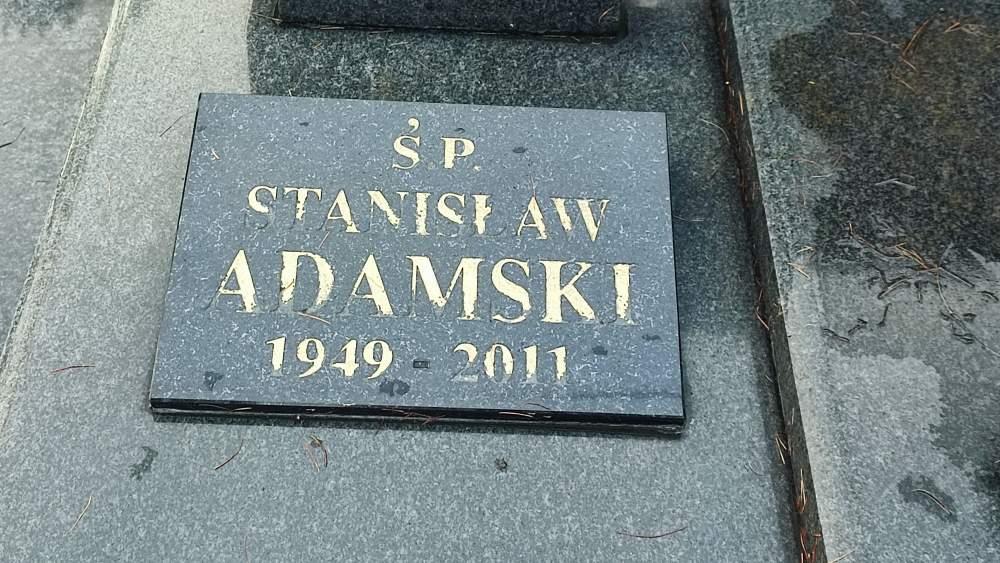 Ś P.
STANISŁAW
ADAMSKI
1949 - 2011